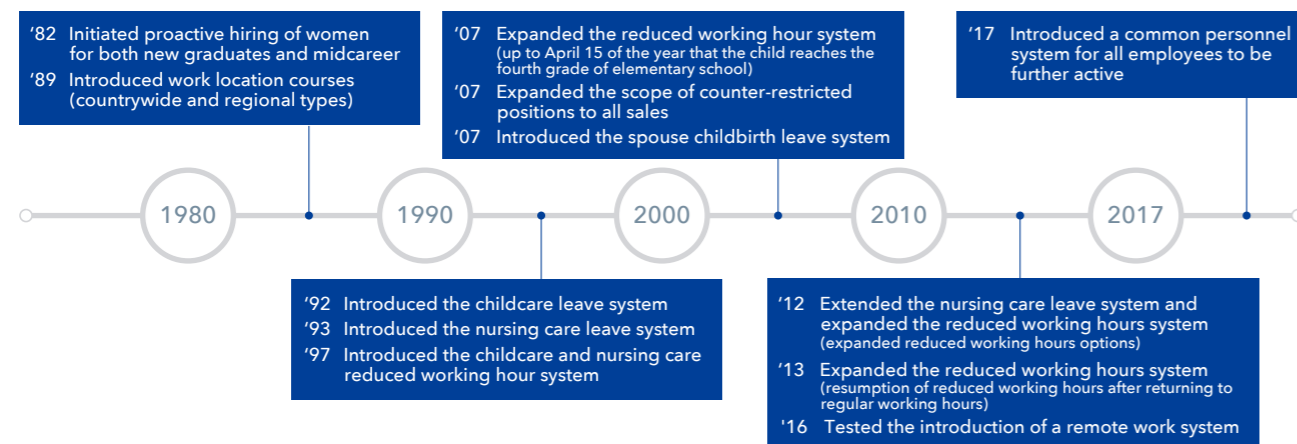 '82 Initiated proactive hiring of women
for both new graduates and midcareer
'89 Introduced work location courses
(countrywide and regional types)
'07 Expanded the reduced working hour system
(up to April 15 of the year that the child reaches the
fourth grade of elementary school)
'07 Expanded the scope of counter-restricted
positions to all sales
'07 Introduced the spouse childbirth leave system
'17 Introduced a common personnel
system for all employees to be
further active
1980
1990
2000
2010
2017
'92 Introduced the childcare leave system
'93 Introduced the nursing care leave system
'97 Introduced the childcare and nursing care
reduced working hour system
'12 Extended the nursing care leave system and
expanded the reduced working hours system
(expanded reduced working hours options)
'13 Expanded the reduced working hours system
(resumption of reduced working hours after returning to
regular working hours)
'16 Tested the introduction of a remote work system